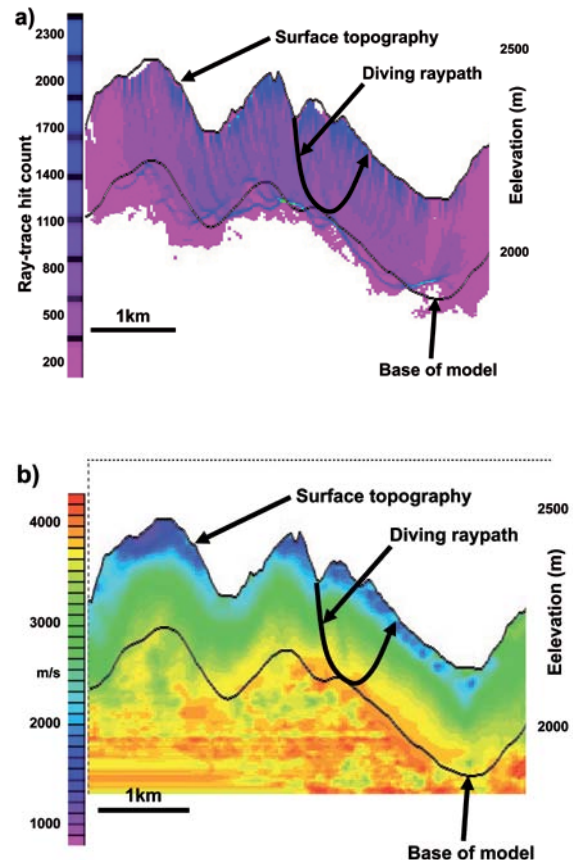 a)
2300
2000
1700
1400
1100
800
500
200
Ray-trace hit count
Surface topography
Diving raypath
2500
Eelevation (m)
2000
1km
Base of model
b)
4000
3000
m/s
2000
1000
Surface topography
Diving raypath
2500
Eelevation (m)
2000
1km
Base of model